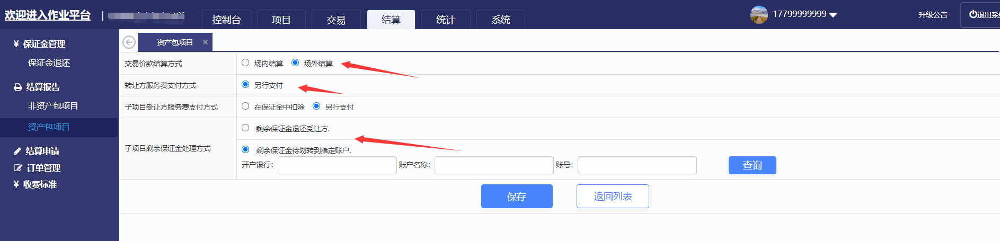 欢迎进入作业平台 |
控制台 项目 交易 结算 统计 系统
17799999999
升级公告
退出系
¥ 保证金管理
保证金退还
结算报告
非资产包项目
资产包项目
结算申请
订单管理
¥ 收费标准
资产包项目 ×
交易价款结算方式 场内结算 场外结算
转让方服务费支付方式 另行支付
子项目受让方服务费支付方式 在保证金中扣除 另行支付
子项目剩余保证金处理方式
剩余保证金退还受让方.
剩余保证金待划转到指定账户.
开户银行: 账户名称: 账号: 查询
保存 返回列表